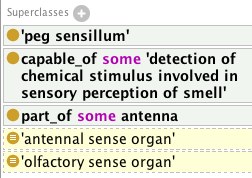 Superclasses
'peg sensillum'
capable_of some 'detection of
chemical stimulus involved in
sensory perception of smell'
part_of some antenna
'antennal sense organ'
'olfactory sense organ'